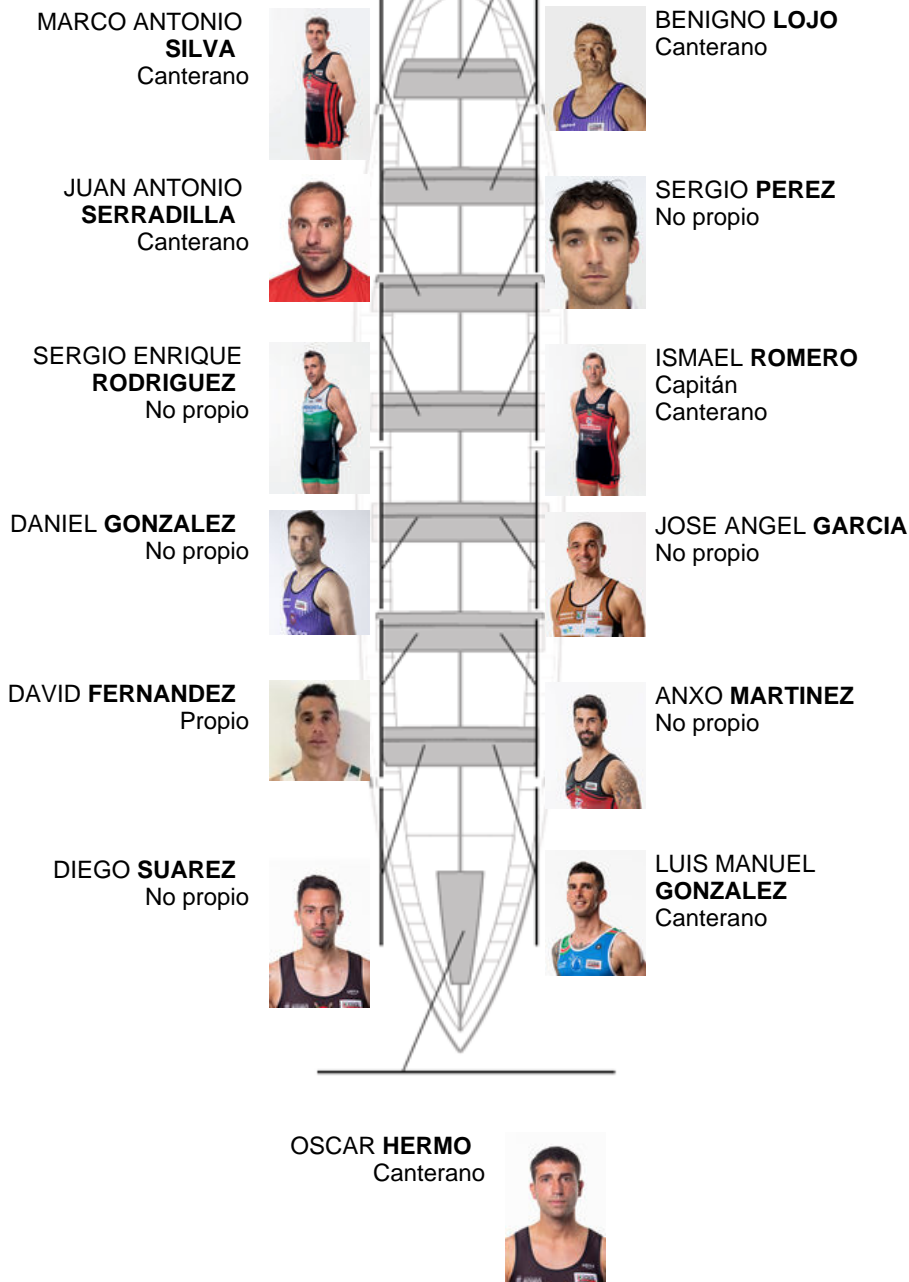 MARCO ANTONIO
SILVA
Canterano
BENIGNO LOJO
Canterano
JUAN ANTONIO
SERRADILLA
Canterano
SERGIO PEREZ
No propio
SERGIO ENRIQUE
RODRIGUEZ
No propio
ISMAEL ROMERO
Capitán
Canterano
DANIEL GONZALEZ
No propio
JOSE ANGEL GARCIA
No propio
DAVID FERNANDEZ
Propio
ANXO MARTINEZ
No propio
DIEGO SUAREZ
No propio
LUIS MANUEL
GONZALEZ
Canterano
OSCAR HERMO
Canterano